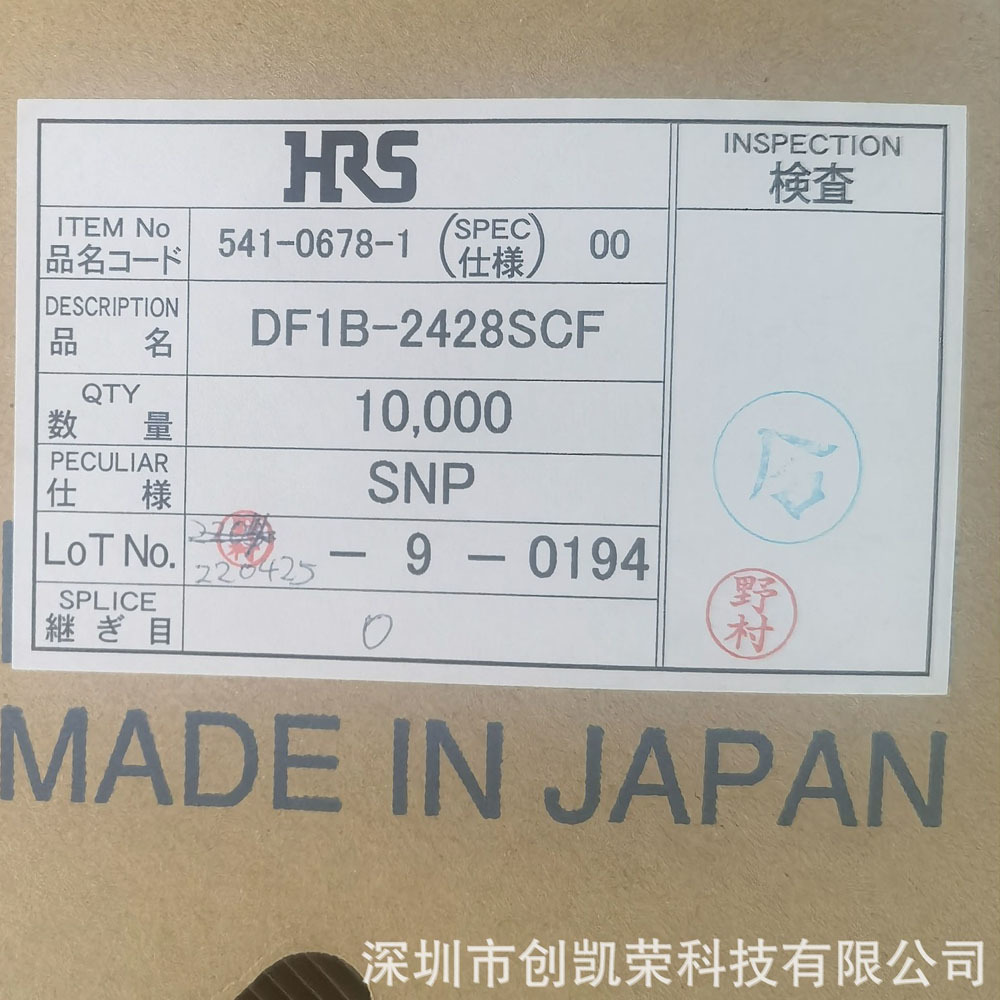 HRS
INSPECTION
検査
ITEM No
品名コード
541-0678-1 (SPEC 仕様) 00
DESCRIPTION
品 名
DF1B-2428SCF
QTY
数 量
10,000
PECULIAR
仕 様
SNP
LoT No.
220425
- 9 - 0194
SPLICE
継ぎ目
0
野村
MADE IN JAPAN
深圳市创凯荣科技有限公司